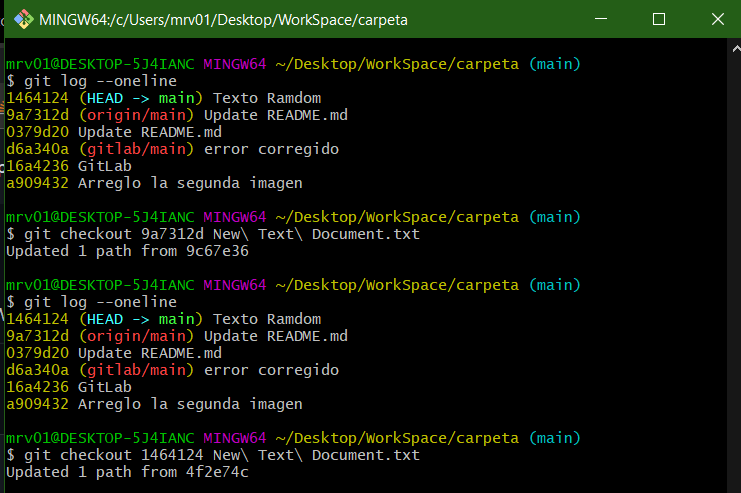 MINGW64:/c/Users/mrv01/Desktop/WorkSpace/carpeta
mrv01@DESKTOP-5J4IANC MINGW64 ~/Desktop/WorkSpace/carpeta (main)
$ git log --oneline
1464124 (HEAD -> main) Texto Ramdom
9a7312d (origin/main) Update README.md
0379d20 Update README.md
d6a340a (gitlab/main) error corregido
16a4236 GitLab
a909432 Arreglo la segunda imagen
mrv01@DESKTOP-5J4IANC MINGW64 ~/Desktop/WorkSpace/carpeta (main)
$ git checkout 9a7312d New\ Text\ Document.txt
Updated 1 path from 9c67e36
mrv01@DESKTOP-5J4IANC MINGW64 ~/Desktop/WorkSpace/carpeta (main)
$ git log --oneline
1464124 (HEAD -> main) Texto Ramdom
9a7312d (origin/main) Update README.md
0379d20 Update README.md
d6a340a (gitlab/main) error corregido
16a4236 GitLab
a909432 Arreglo la segunda imagen
mrv01@DESKTOP-5J4IANC MINGW64 ~/Desktop/WorkSpace/carpeta (main)
$ git checkout 1464124 New\ Text\ Document.txt
Updated 1 path from 4f2e74c